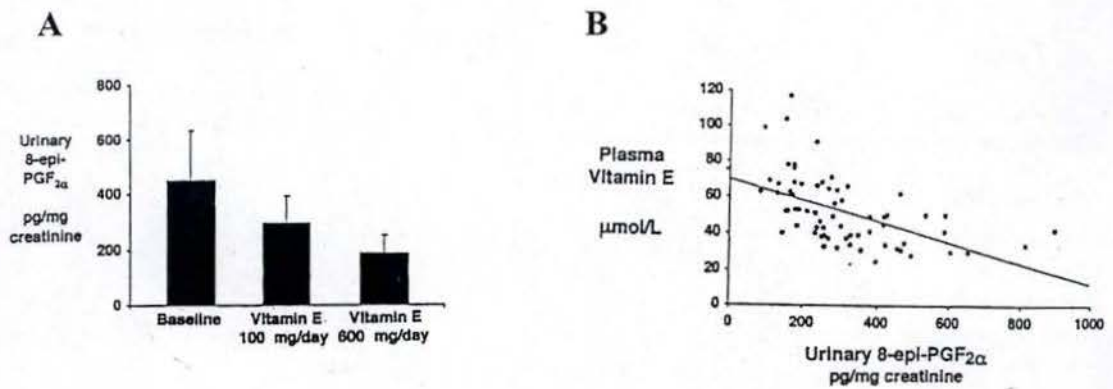 A
800
600
400
200
0
Urinary
8-epi-
PGF2α
pg/mg
creatinine
Baseline
Vitamin E
100 mg/day
Vitamin E
600 mg/day
B
120
100
80
60
40
20
0
Plasma
Vitamin E
μmol/L
0
200
400
600
800
1000
Urinary 8-epi-PGF2α
pg/mg creatinine